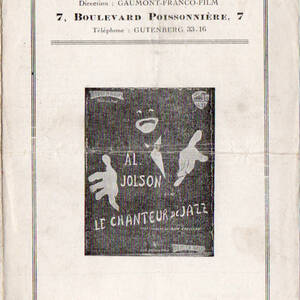 Direction : GAUMONT-FRANCO-FILM
7, BOULEVARD POISSONNIÈRE, 7
Téléphone : GUTENBERG 33-16
AL
JOLSON
LE CHANTEUR DE JAZZ